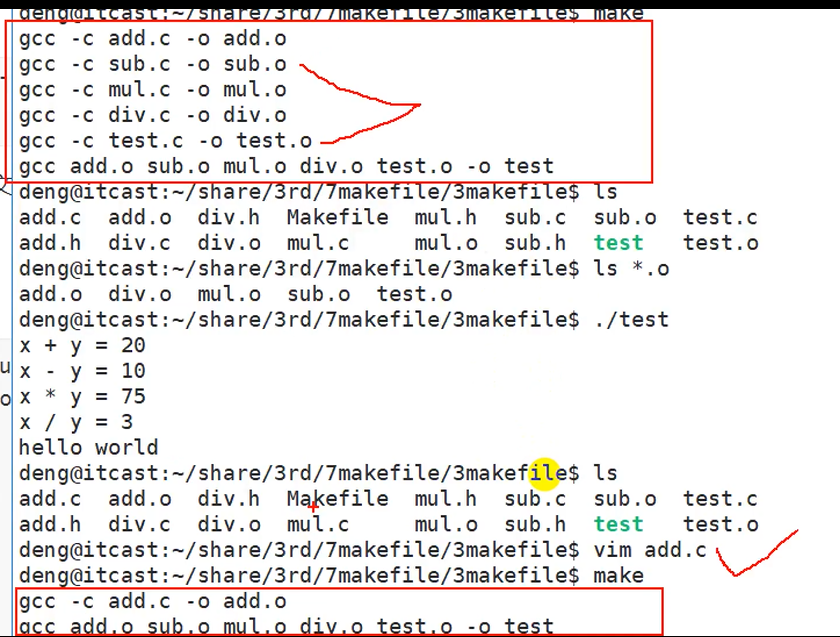 deng@itcast:~/share/3rd/7makefile/3makefile$ make
gcc -c add.c -o add.o
gcc -c sub.c -o sub.o
gcc -c mul.c -o mul.o
gcc -c div.c -o div.o
gcc -c test.c -o test.o
gcc add.o sub.o mul.o div.o test.o -o test
deng@itcast:~/share/3rd/7makefile/3makefile$ ls
add.c add.o div.h Makefile mul.h sub.c sub.o test.c
add.h div.c div.o mul.c mul.o sub.h test test.o
deng@itcast:~/share/3rd/7makefile/3makefile$ ls *.o
add.o div.o mul.o sub.o test.o
deng@itcast:~/share/3rd/7makefile/3makefile$ ./test
x + y = 20
x - y = 10
x * y = 75
x / y = 3
hello world
deng@itcast:~/share/3rd/7makefile/3makefile$ ls
add.c add.o div.h Makefile mul.h sub.c sub.o test.c
add.h div.c div.o mul.c mul.o sub.h test test.o
deng@itcast:~/share/3rd/7makefile/3makefile$ vim add.c
deng@itcast:~/share/3rd/7makefile/3makefile$ make
gcc -c add.c -o add.o
gcc add.o sub.o mul.o div.o test.o -o test